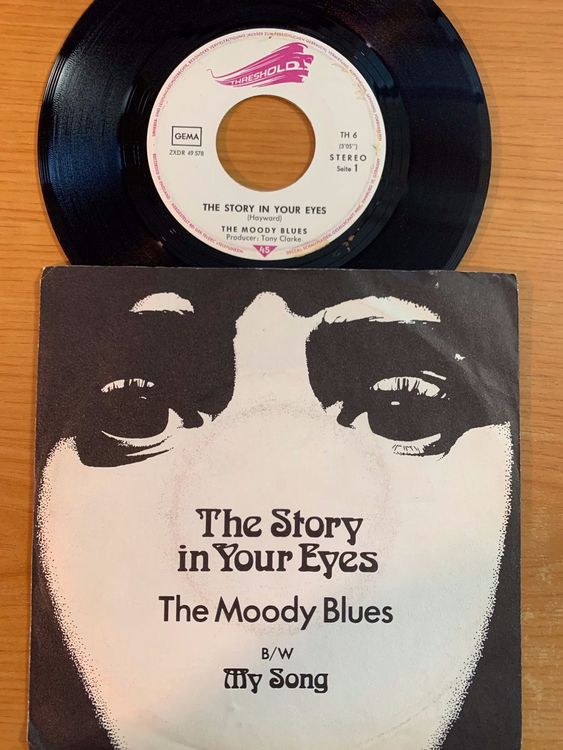 THRESHOLD
GEMA
ZXDR 49 578
TH 6
(3'05'')
STEREO
Seite 1
THE STORY IN YOUR EYES
(Hayward)
THE MOODY BLUES
Producer: Tony Clarke
45
The Story
in Your Eyes
The Moody Blues
B/W
My Song